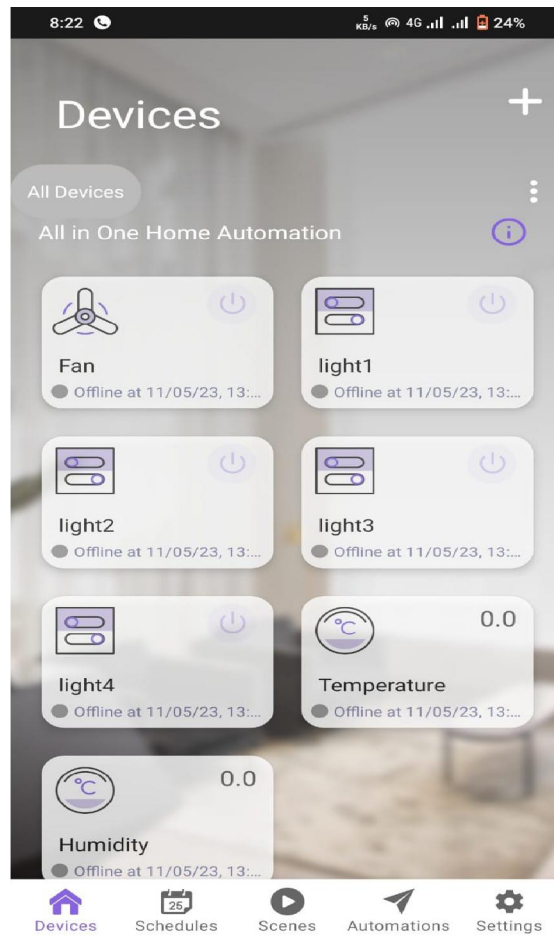 8:22 5 KB/s 4G 24%
Devices
All Devices
All in One Home Automation
Fan
Offline at 11/05/23, 13:...
light1
Offline at 11/05/23, 13:...
light2
Offline at 11/05/23, 13:...
light3
Offline at 11/05/23, 13:...
light4
Offline at 11/05/23, 13:...
°C 0.0
Temperature
Offline at 11/05/23, 13:...
°C 0.0
Humidity
Offline at 11/05/23, 13:...
25
Devices Schedules Scenes Automations Settings